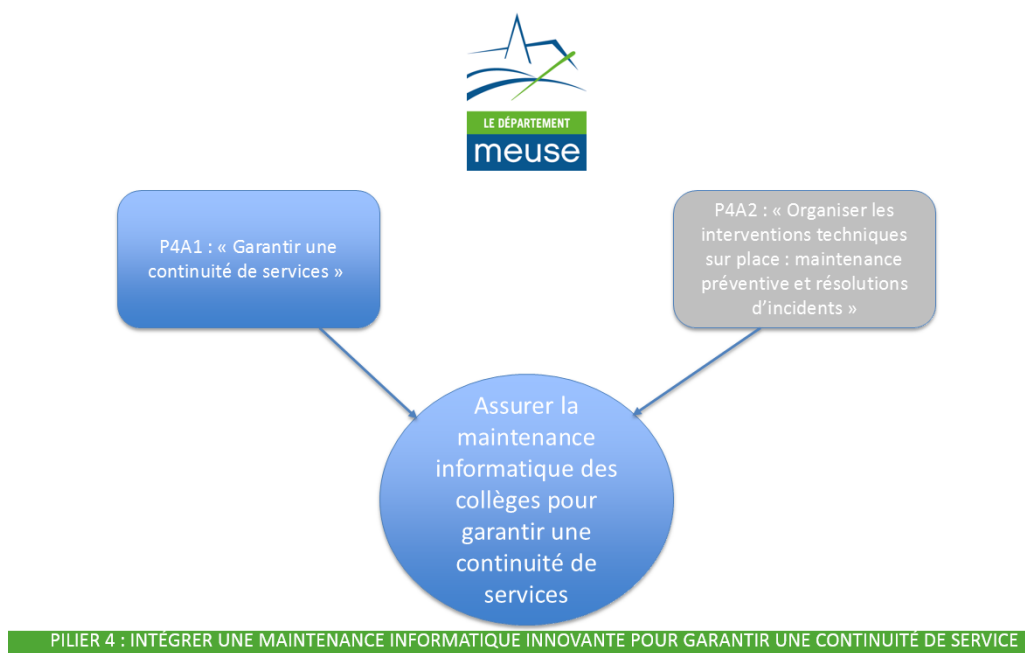 LE DÉPARTEMENT
meuse
P4A1 : « Garantir une
continuité de services »
P4A2 : « Organiser les
interventions techniques
sur place : maintenance
préventive et résolutions
d’incidents »
Assurer la
maintenance
informatique des
collèges pour
garantir une
continuité de
services
PILIER 4 : INTÉGRER UNE MAINTENANCE INFORMATIQUE INNOVANTE POUR GARANTIR UNE CONTINUITÉ DE SERVICE